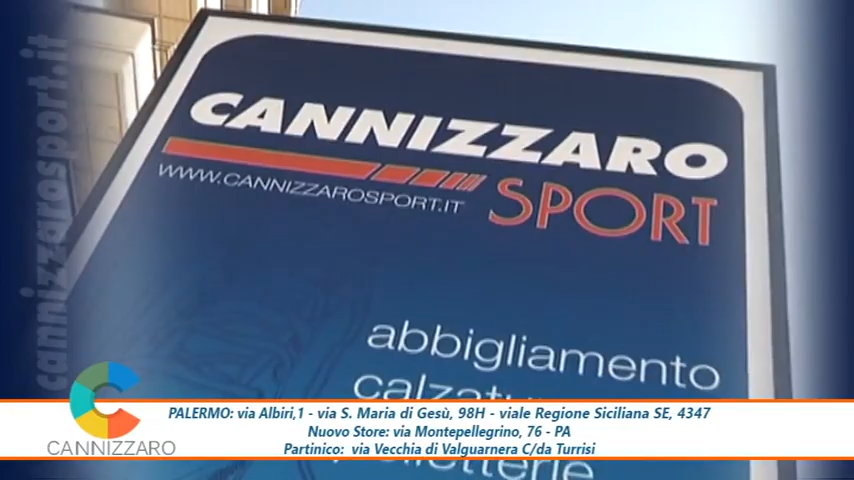 cannizzarosport.it
CANNIZZARO
SPORT
WWW.CANNIZZAROSPORT.IT
abbigliamento
PALERMO: via Albiri,1 - via S. Maria di Gesù, 98H - viale Regione Siciliana SE, 4347
Nuovo Store: via Montepellegrino, 76 - PA
Partinico: via Vecchia di Valguarnera C/da Turrisi
CANNIZZARO